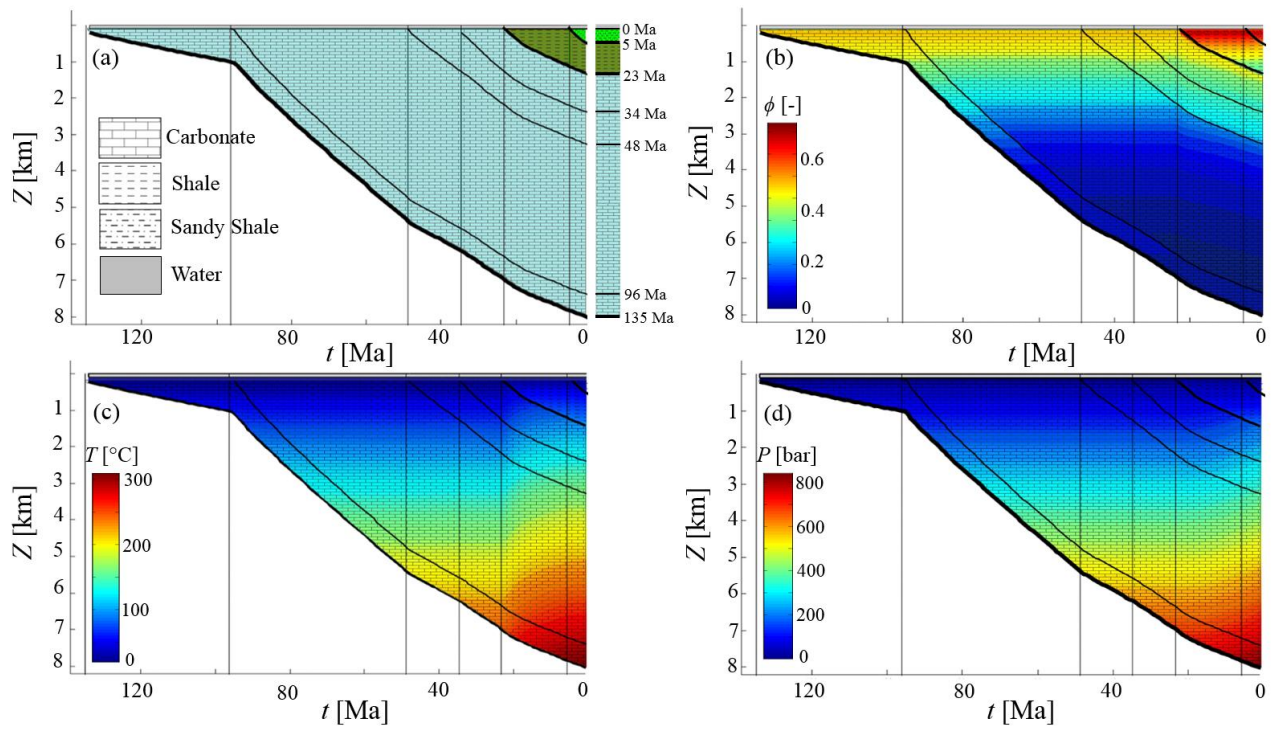 (a)
Z [km]
1
2
3
4
5
6
7
8
Carbonate
Shale
Sandy Shale
Water
0 Ma
5 Ma
23 Ma
34 Ma
48 Ma
96 Ma
135 Ma
120
80
40
0
t [Ma]
(b)
Z [km]
1
2
3
4
5
6
7
8
ϕ [-]
0.6
0.4
0.2
0
120
80
40
0
t [Ma]
(c)
Z [km]
1
2
3
4
5
6
7
8
T [°C]
300
200
100
0
120
80
40
0
t [Ma]
(d)
Z [km]
1
2
3
4
5
6
7
8
P [bar]
800
600
400
200
0
120
80
40
0
t [Ma]